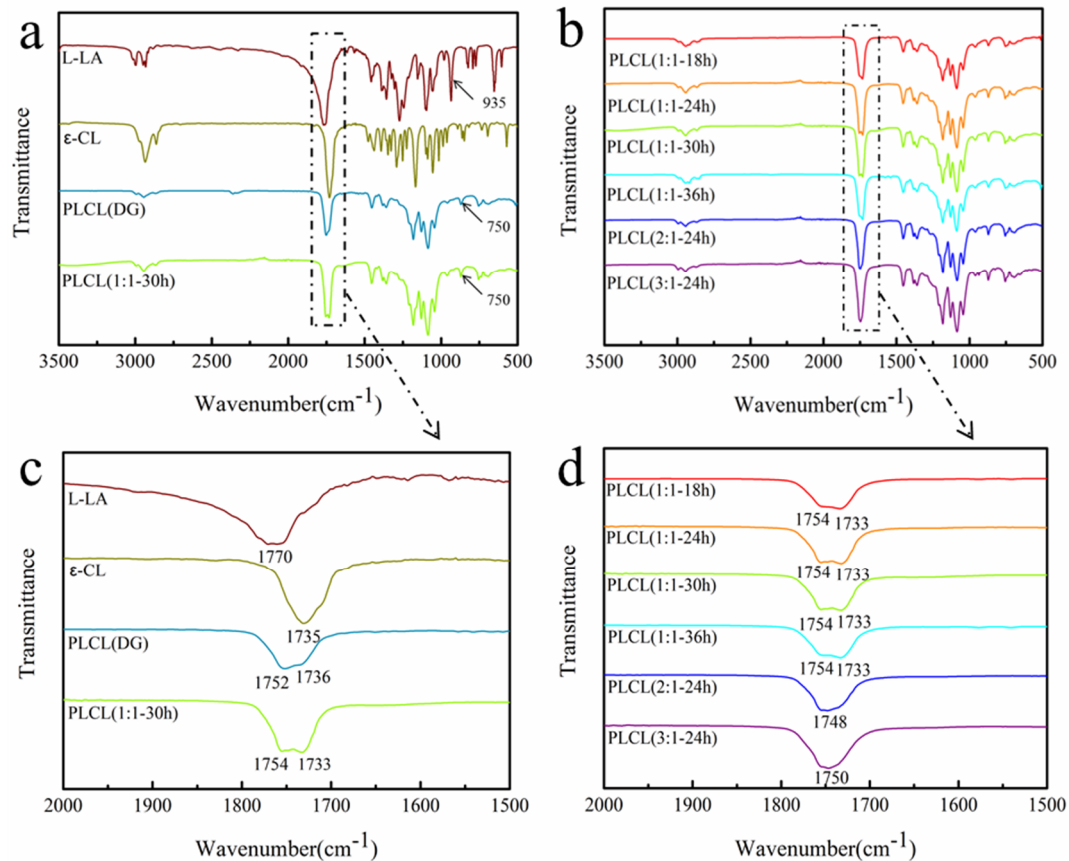 a
L-LA
935
ε-CL
PLCL(DG)
750
PLCL(1:1-30h)
750
Transmittance
3500 3000 2500 2000 1500 1000 500
Wavenumber(cm-1)
b
PLCL(1:1-18h)
PLCL(1:1-24h)
PLCL(1:1-30h)
PLCL(1:1-36h)
PLCL(2:1-24h)
PLCL(3:1-24h)
Transmittance
3500 3000 2500 2000 1500 1000 500
Wavenumber(cm-1)
c
L-LA
1770
ε-CL
1735
PLCL(DG)
1752 1736
PLCL(1:1-30h)
1754 1733
Transmittance
2000 1900 1800 1700 1600 1500
Wavenumber(cm-1)
d
PLCL(1:1-18h)
1754 1733
PLCL(1:1-24h)
1754 1733
PLCL(1:1-30h)
1754 1733
PLCL(1:1-36h)
1754 1733
PLCL(2:1-24h)
1748
PLCL(3:1-24h)
1750
Transmittance
2000 1900 1800 1700 1600 1500
Wavenumber(cm-1)